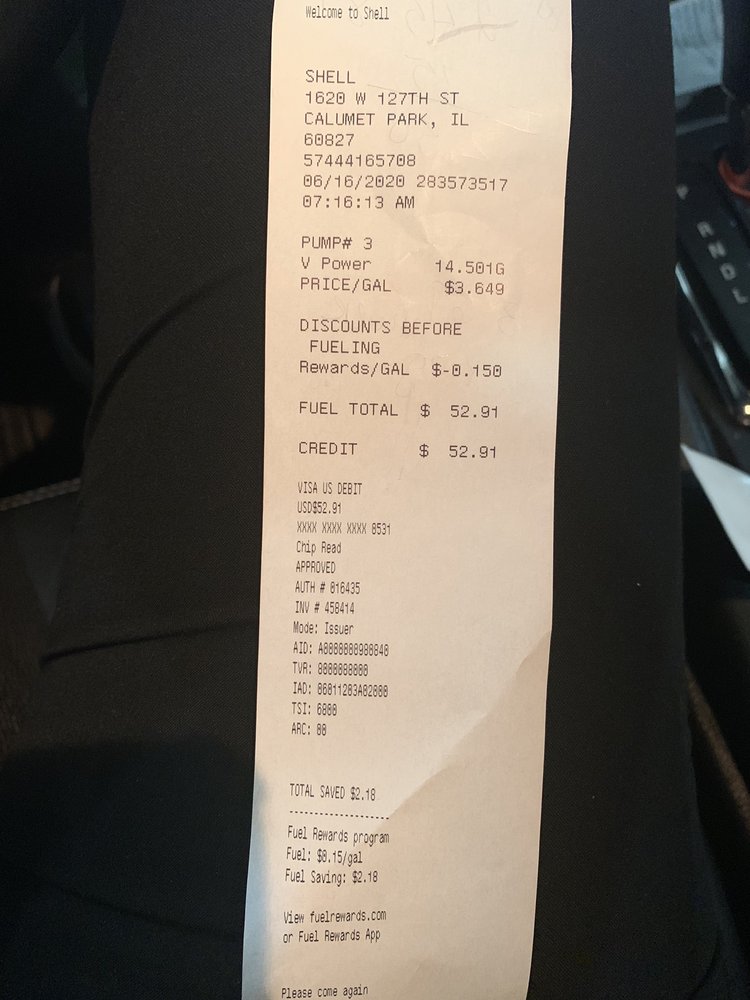 Welcome to Shell
SHELL
1620 W 127TH ST
CALUMET PARK, IL
60827
57444165708
06/16/2020 283573517
07:16:13 AM
PUMP# 3
V Power 14.501G
PRICE/GAL $3.649
DISCOUNTS BEFORE
FUELING
Rewards/GAL $-0.150
FUEL TOTAL $ 52.91
CREDIT $ 52.91
VISA US DEBIT
USD$52.91
XXXX XXXX XXXX 8531
Chip Read
APPROVED
AUTH # 016435
INV # 458414
Mode: Issuer
AID: A0000000980840
TVR: 8080008000
IAD: 06011203A02000
TSI: 6800
ARC: 00
TOTAL SAVED $2.18
-------------------
Fuel Rewards program
Fuel: $0.15/gal
Fuel Saving: $2.18
View fuelrewards.com
or Fuel Rewards App
Please come again